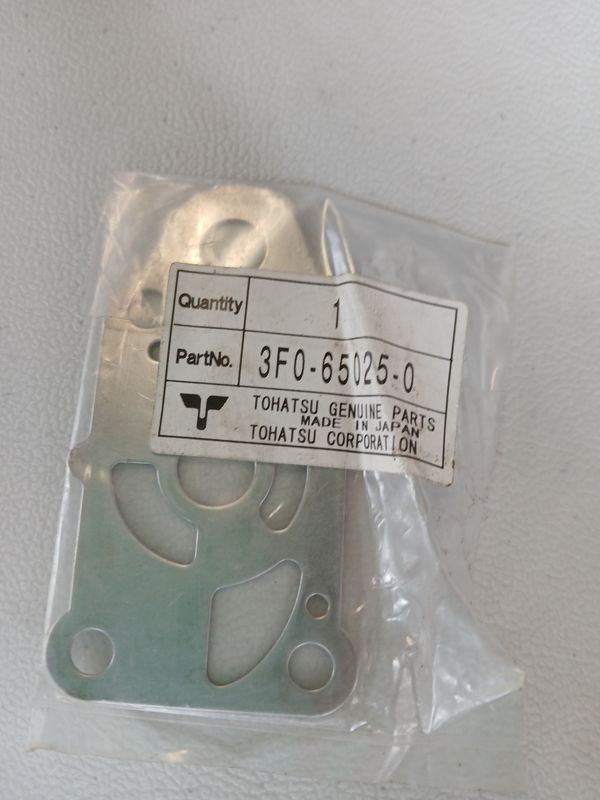 Quantity 1
PartNo. 3F0-65025-0
TOHATSU GENUINE PARTS
MADE IN JAPAN
TOHATSU CORPORATION